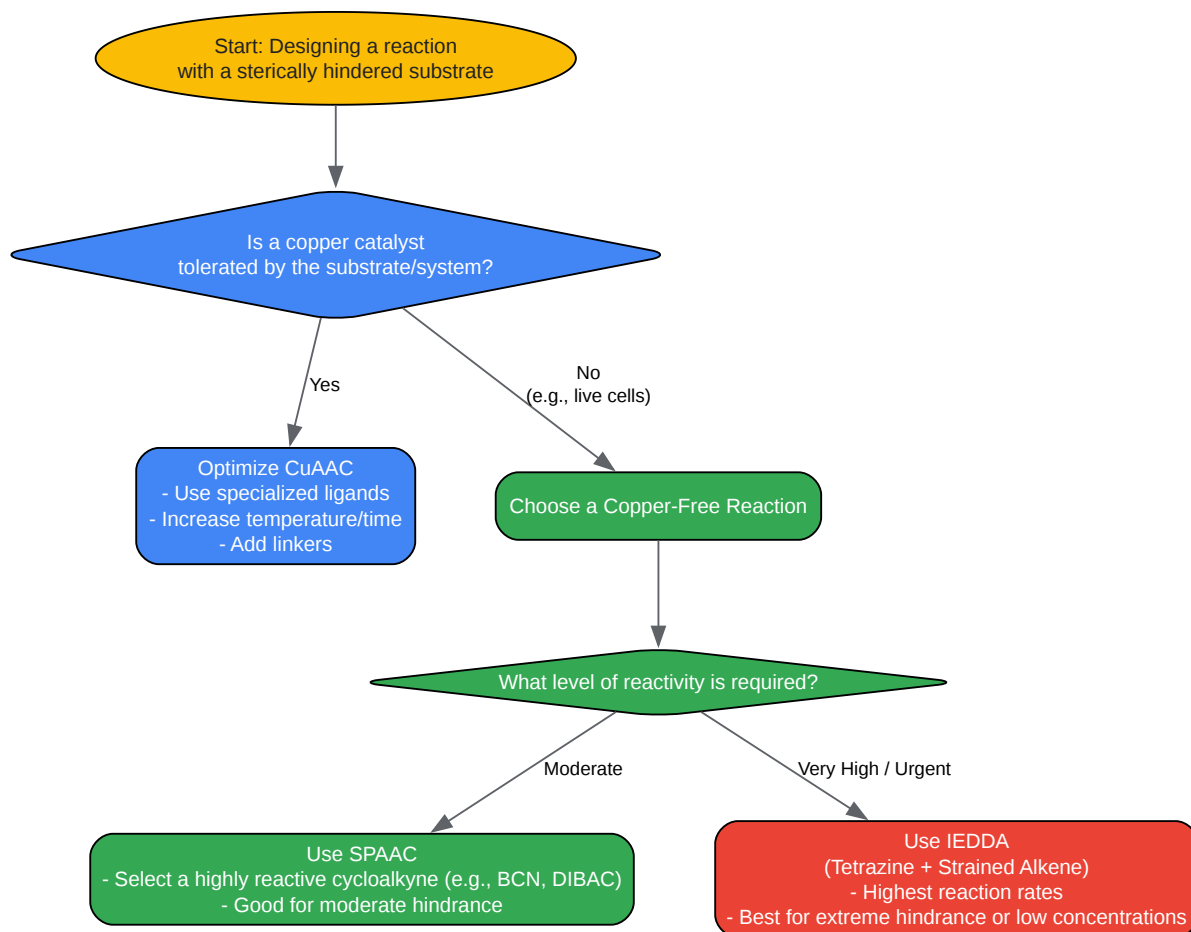 Start: Designing a reaction
with a sterically hindered substrate
Is a copper catalyst
tolerated by the substrate/system?
Yes
No
(e.g., live cells)
Optimize CuAAC
- Use specialized ligands
- Increase temperature/time
- Add linkers
Choose a Copper-Free Reaction
What level of reactivity is required?
Moderate
Very High / Urgent
Use SPAAC
- Select a highly reactive cycloalkyne (e.g., BCN, DIBAC)
- Good for moderate hindrance
Use IEDDA
(Tetrazine + Strained Alkene)
- Highest reaction rates
- Best for extreme hindrance or low concentrations